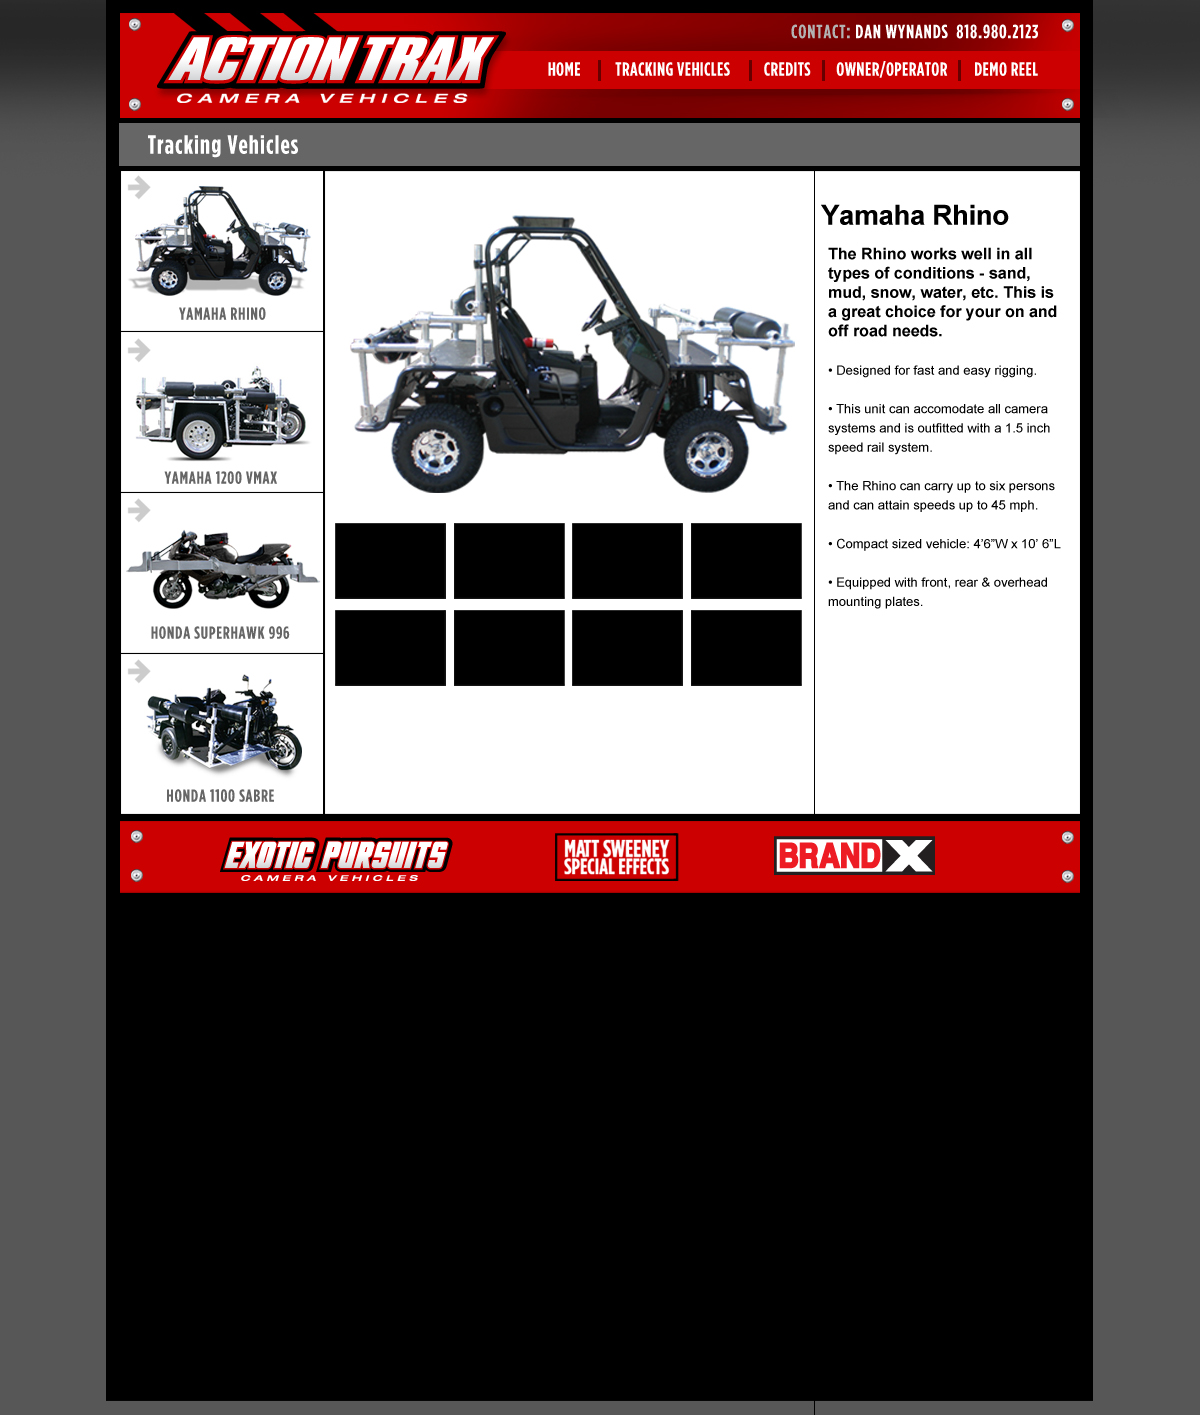 ACTION TRAX
CAMERA VEHICLES
CONTACT: DAN WYNANDS 818.980.2123
HOME TRACKING VEHICLES CREDITS OWNER/OPERATOR DEMO REEL
Tracking Vehicles
YAMAHA RHINO
YAMAHA 1200 VMAX
HONDA SUPERHAWK 996
HONDA 1100 SABRE
Yamaha Rhino
The Rhino works well in all
types of conditions - sand,
mud, snow, water, etc. This is
a great choice for your on and
off road needs.
• Designed for fast and easy rigging.
• This unit can accomodate all camera
systems and is outfitted with a 1.5 inch
speed rail system.
• The Rhino can carry up to six persons
and can attain speeds up to 45 mph.
• Compact sized vehicle: 4’6”W x 10’ 6”L
• Equipped with front, rear & overhead
mounting plates.
EXOTIC PURSUITS
CAMERA VEHICLES
MATT SWEENEY
SPECIAL EFFECTS
BRAND X